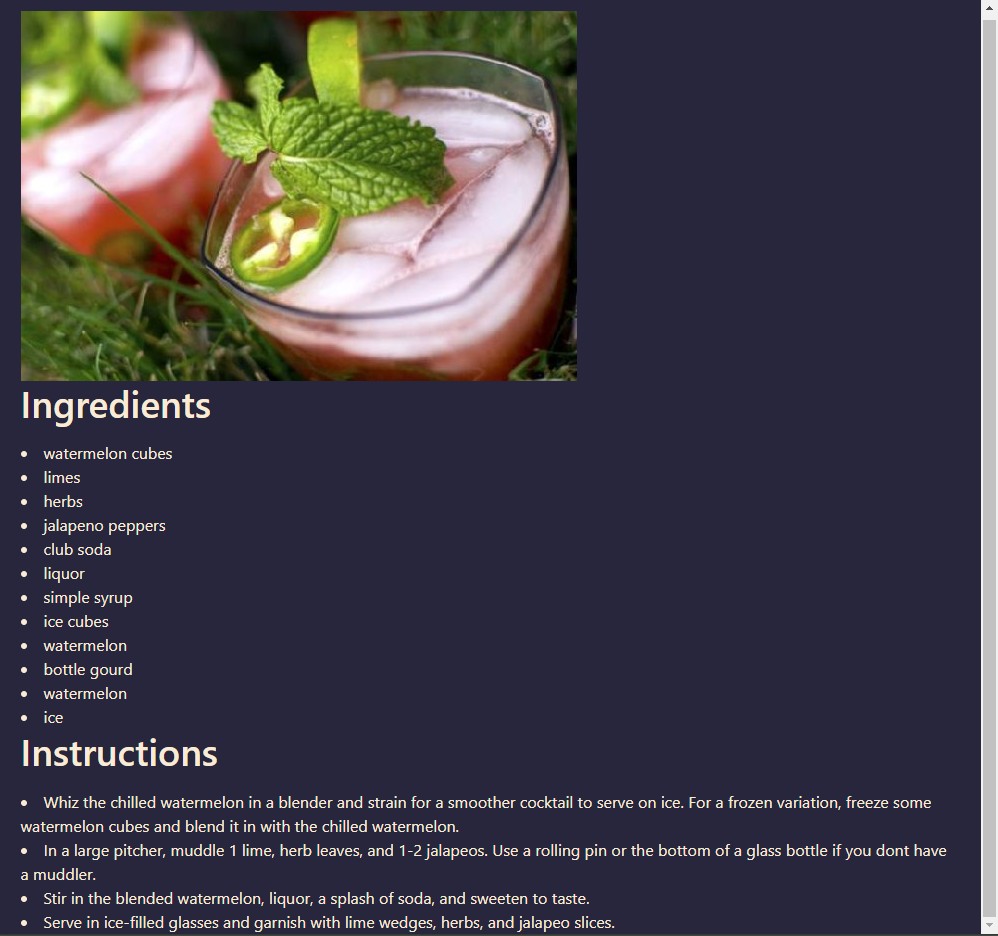 Ingredients
• watermelon cubes
• limes
• herbs
• jalapeno peppers
• club soda
• liquor
• simple syrup
• ice cubes
• watermelon
• bottle gourd
• watermelon
• ice
Instructions
• Whiz the chilled watermelon in a blender and strain for a smoother cocktail to serve on ice. For a frozen variation, freeze some
watermelon cubes and blend it in with the chilled watermelon.
• In a large pitcher, muddle 1 lime, herb leaves, and 1-2 jalapeos. Use a rolling pin or the bottom of a glass bottle if you dont have
a muddler.
• Stir in the blended watermelon, liquor, a splash of soda, and sweeten to taste.
• Serve in ice-filled glasses and garnish with lime wedges, herbs, and jalapeo slices.